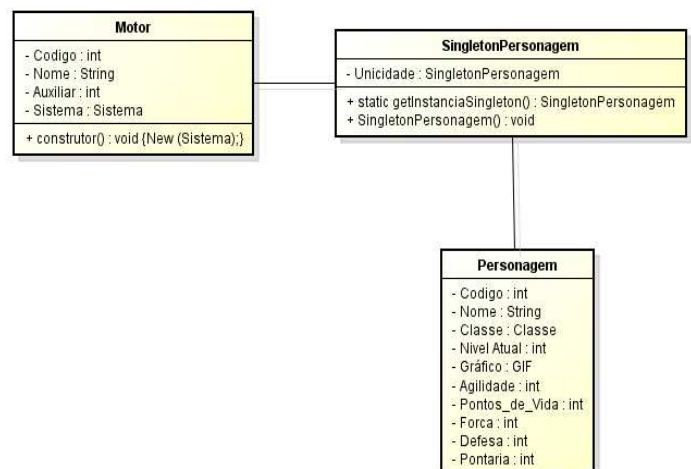 Motor
- Codigo : int
- Nome : String
- Auxiliar : int
- Sistema : Sistema
+ construtor() : void {New (Sistema);}
SingletonPersonagem
- Unicidade : SingletonPersonagem
+ static getInstanciaSingleton() : SingletonPersonagem
+ SingletonPersonagem() : void
Personagem
- Codigo : int
- Nome : String
- Classe : Classe
- Nivel Atual : int
- Gráfico : GIF
- Agilidade : int
- Pontos_de_Vida : int
- Forca : int
- Defesa : int
- Pontaria : int